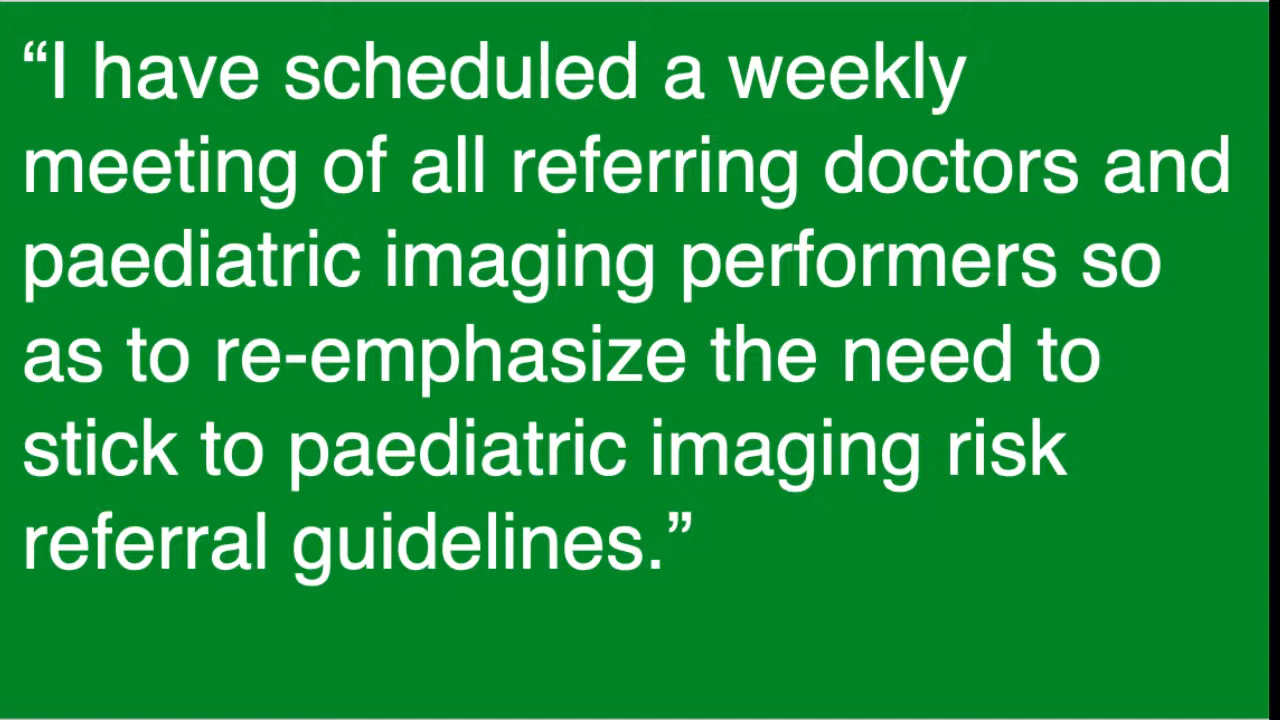 “I have scheduled a weekly
meeting of all referring doctors and
paediatric imaging performers so
as to re-emphasize the need to
stick to paediatric imaging risk
referral guidelines.”